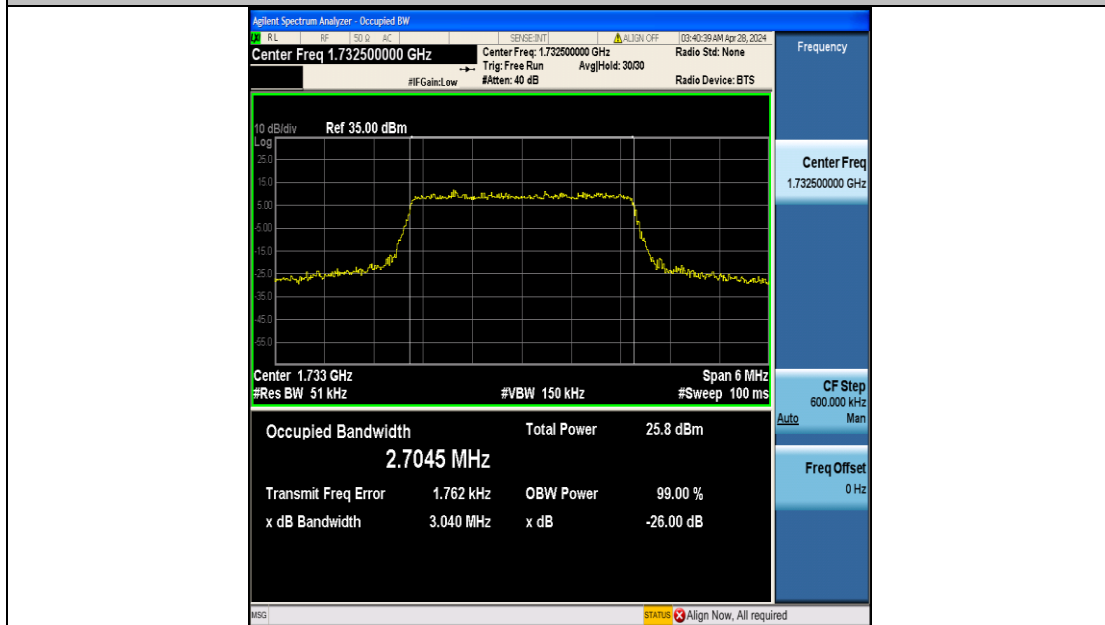 Agilent Spectrum Analyzer - Occupied BW
RL RF 50 Ω AC SENSE:INT ALIGN OFF 03:40:39 AM Apr 28, 2024
Center Freq 1.732500000 GHz
Center Freq: 1.732500000 GHz Radio Std: None
Trig: Free Run Avg|Hold: 30/30
#IFGain:Low #Atten: 40 dB Radio Device: BTS
Frequency
10 dB/div Ref 35.00 dBm
Log
25.0
15.0
5.00
-5.00
-15.0
-25.0
-35.0
-45.0
-55.0
Center 1.733 GHz Span 6 MHz
#Res BW 51 kHz #VBW 150 kHz #Sweep 100 ms
Occupied Bandwidth Total Power 25.8 dBm
2.7045 MHz
Transmit Freq Error 1.762 kHz OBW Power 99.00 %
x dB Bandwidth 3.040 MHz x dB -26.00 dB
Center Freq
1.732500000 GHz
CF Step
600.000 kHz
Auto Man
Freq Offset
0 Hz
MSG STATUS Align Now, All required